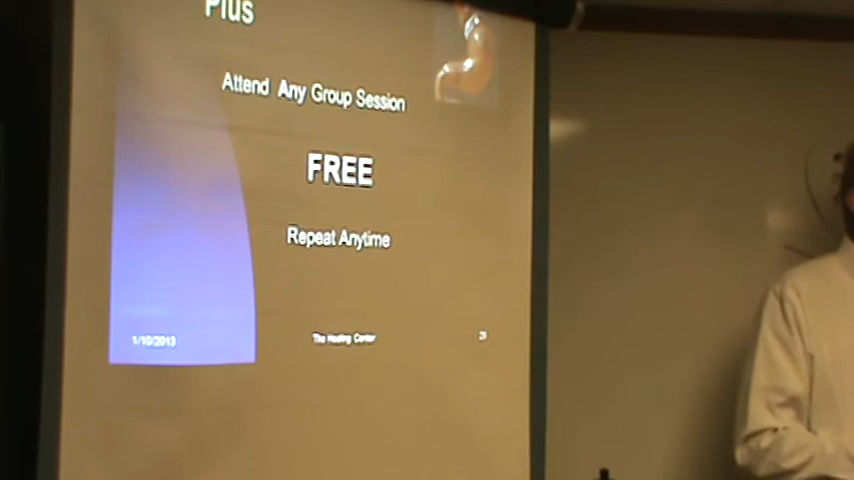 Plus
Attend Any Group Session
FREE
Repeat Anytime
1/10/2013
The Healing Center